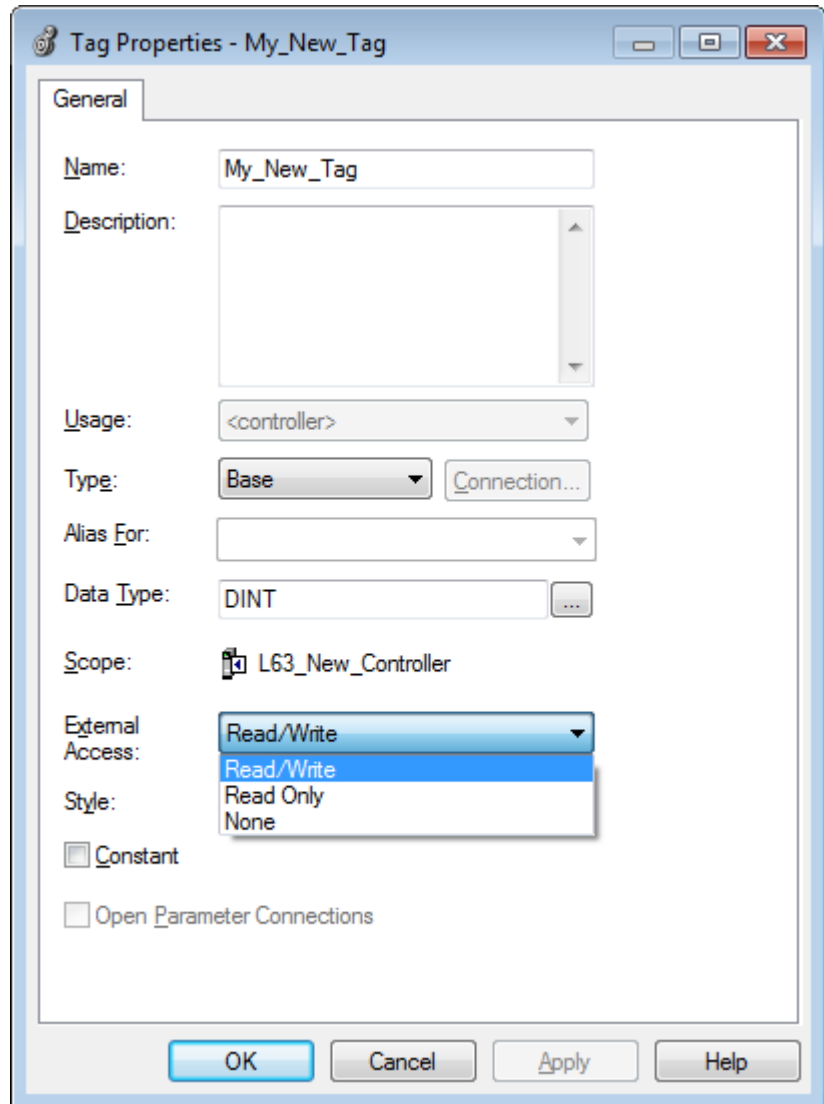 Tag Properties - My_New_Tag
General
Name:
My_New_Tag
Description:
Usage:
<controller>
Type:
Base
Connection...
Alias For:
Data Type:
DINT
...
Scope:
L63_New_Controller
External
Access:
Read/Write
Read/Write
Read Only
None
Style:
Constant
Open Parameter Connections
OK
Cancel
Apply
Help